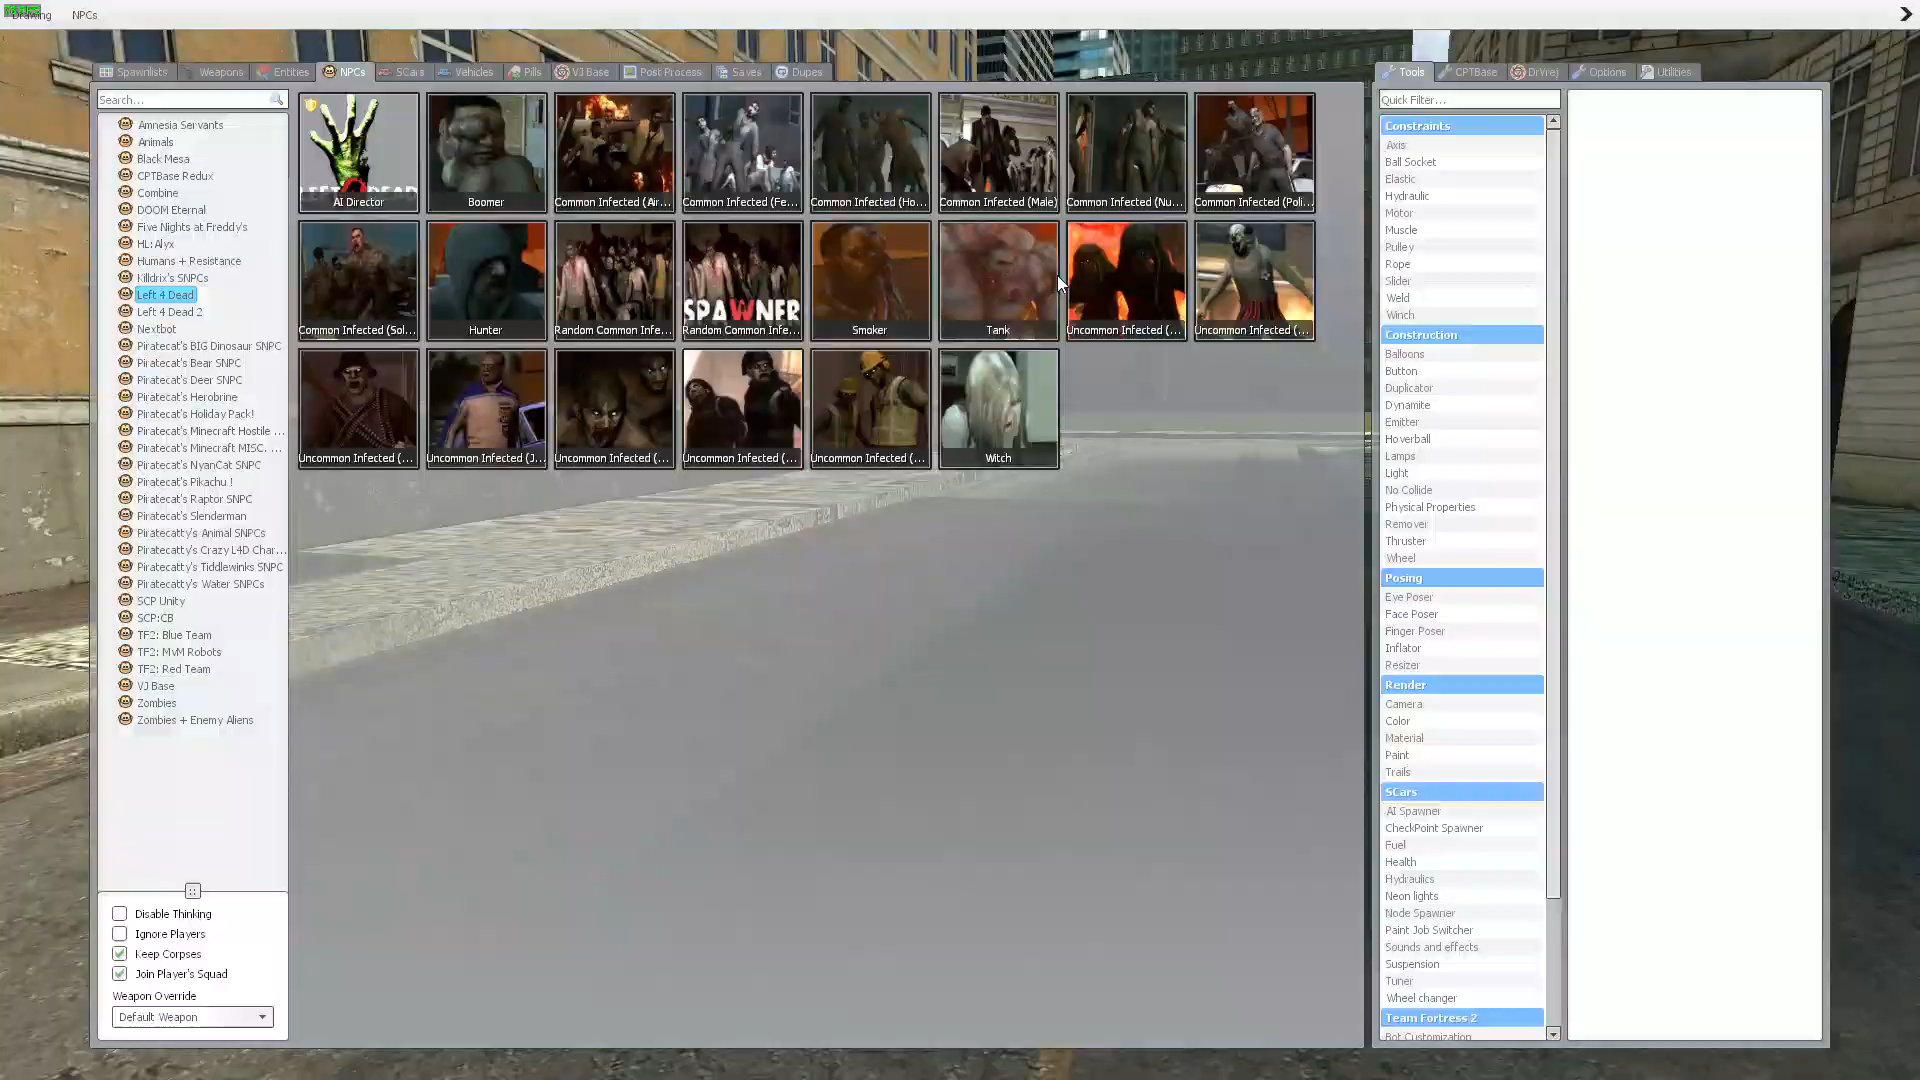 Drawing NPCs
Spawnlists Weapons Entities NPCs SCars Vehicles Pills VJ Base Post Process Saves Dupes
Tools CPTBase DrVrej Options Utilities
Search...
Amnesia Servants
Animals
Black Mesa
CPTBase Redux
Combine
DOOM Eternal
Five Nights at Freddy's
HL: Alyx
Humans + Resistance
Killdrix's SNPCs
Left 4 Dead
Left 4 Dead 2
Nextbot
Piratecat's BIG Dinosaur SNPC
Piratecat's Bear SNPC
Piratecat's Deer SNPC
Piratecat's Herobrine
Piratecat's Holiday Pack!
Piratecat's Minecraft Hostile ...
Piratecat's Minecraft MISC. ...
Piratecat's NyanCat SNPC
Piratecat's Pikachu !
Piratecat's Raptor SNPC
Piratecat's Slenderman
Piratecatty's Animal SNPCs
Piratecatty's Crazy L4D Char...
Piratecatty's Tiddlewinks SNPC
Piratecatty's Water SNPCs
SCP Unity
SCP:CB
TF2: Blue Team
TF2: MvM Robots
TF2: Red Team
VJ Base
Zombies
Zombies + Enemy Aliens
Disable Thinking
Ignore Players
Keep Corpses
Join Player's Squad
Weapon Override
Default Weapon
AI Director Boomer Common Infected (Air... Common Infected (Fe... Common Infected (Ho... Common Infected (Male) Common Infected (Nu... Common Infected (Poli...
SPAWNER
Common Infected (Sol... Hunter Random Common Infe... Random Common Infe... Smoker Tank Uncommon Infected (... Uncommon Infected (...
Uncommon Infected (... Uncommon Infected (J... Uncommon Infected (... Uncommon Infected (... Uncommon Infected (... Witch
Quick Filter...
Constraints
Axis
Ball Socket
Elastic
Hydraulic
Motor
Muscle
Pulley
Rope
Slider
Weld
Winch
Construction
Balloons
Button
Duplicator
Dynamite
Emitter
Hoverball
Lamps
Light
No Collide
Physical Properties
Remover
Thruster
Wheel
Posing
Eye Poser
Face Poser
Finger Poser
Inflator
Resizer
Render
Camera
Color
Material
Paint
Trails
SCars
AI Spawner
CheckPoint Spawner
Fuel
Health
Hydraulics
Neon lights
Node Spawner
Paint Job Switcher
Sounds and effects
Suspension
Tuner
Wheel changer
Team Fortress 2
Bot Customization